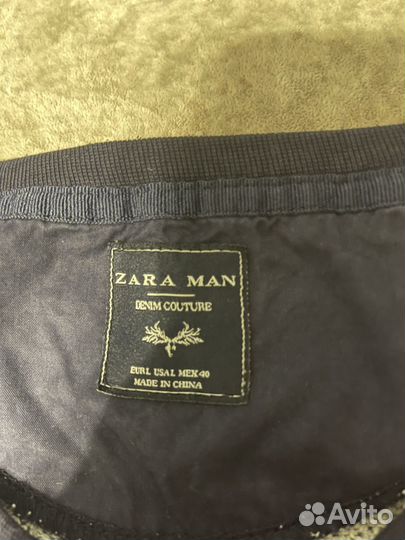 ZARA MAN
DENIM COUTURE
EUR L USA L MEX 40
MADE IN CHINA
Avito